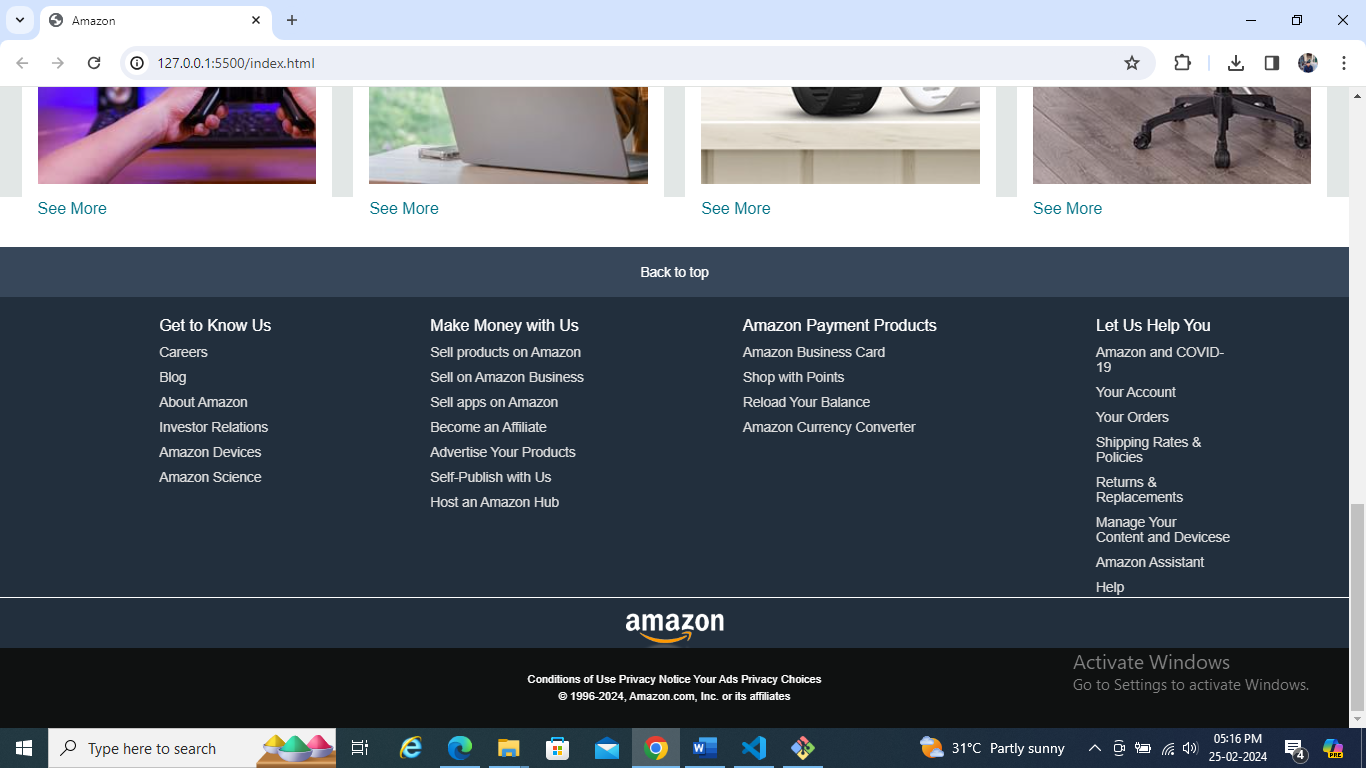 Amazon
127.0.0.1:5500/index.html
See More See More See More See More
Back to top
Get to Know Us
Careers
Blog
About Amazon
Investor Relations
Amazon Devices
Amazon Science
Make Money with Us
Sell products on Amazon
Sell on Amazon Business
Sell apps on Amazon
Become an Affiliate
Advertise Your Products
Self-Publish with Us
Host an Amazon Hub
Amazon Payment Products
Amazon Business Card
Shop with Points
Reload Your Balance
Amazon Currency Converter
Let Us Help You
Amazon and COVID-
19
Your Account
Your Orders
Shipping Rates &
Policies
Returns &
Replacements
Manage Your
Content and Devicese
Amazon Assistant
Help
amazon
Conditions of Use Privacy Notice Your Ads Privacy Choices
© 1996-2024, Amazon.com, Inc. or its affiliates
Activate Windows
Go to Settings to activate Windows.
Type here to search
31°C Partly sunny
05:16 PM
25-02-2024
4
PRE